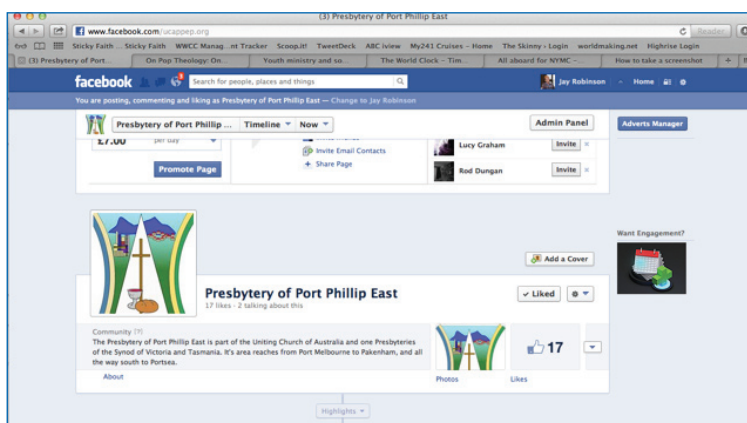 (3) Presbytery of Port Phillip East
www.facebook.com/ucappep.org
Reader
Sticky Faith ... Sticky Faith WWCC Manag...nt Tracker Scoop.it! TweetDeck ABC iview My241 Cruises – Home The Skinny • Login worldmaking.net Highrise Login
(3) Presbytery of Port... On Pop Theology: On... Youth ministry and so... The World Clock – Tim... All aboard for NYMC –... How to take a screenshot +
facebook 3 Search for people, places and things Jay Robinson Home
You are posting, commenting and liking as Presbytery of Port Phillip East — Change to Jay Robinson
Presbytery of Port Phillip ... Timeline Now Admin Panel Adverts Manager
£7.00 per day
Invite Email Contacts Lucy Graham Invite ×
Promote Page + Share Page Rod Dungan Invite ×
Want Engagement?
Add a Cover
Presbytery of Port Phillip East
17 likes · 2 talking about this
✓ Liked
Community [?]
The Presbytery of Port Phillip East is part of the Uniting Church of Australia and one Presbyteries
of the Synod of Victoria and Tasmania. It's area reaches from Port Melbourne to Pakenham, and all
the way south to Portsea.
17
About Photos Likes
Highlights